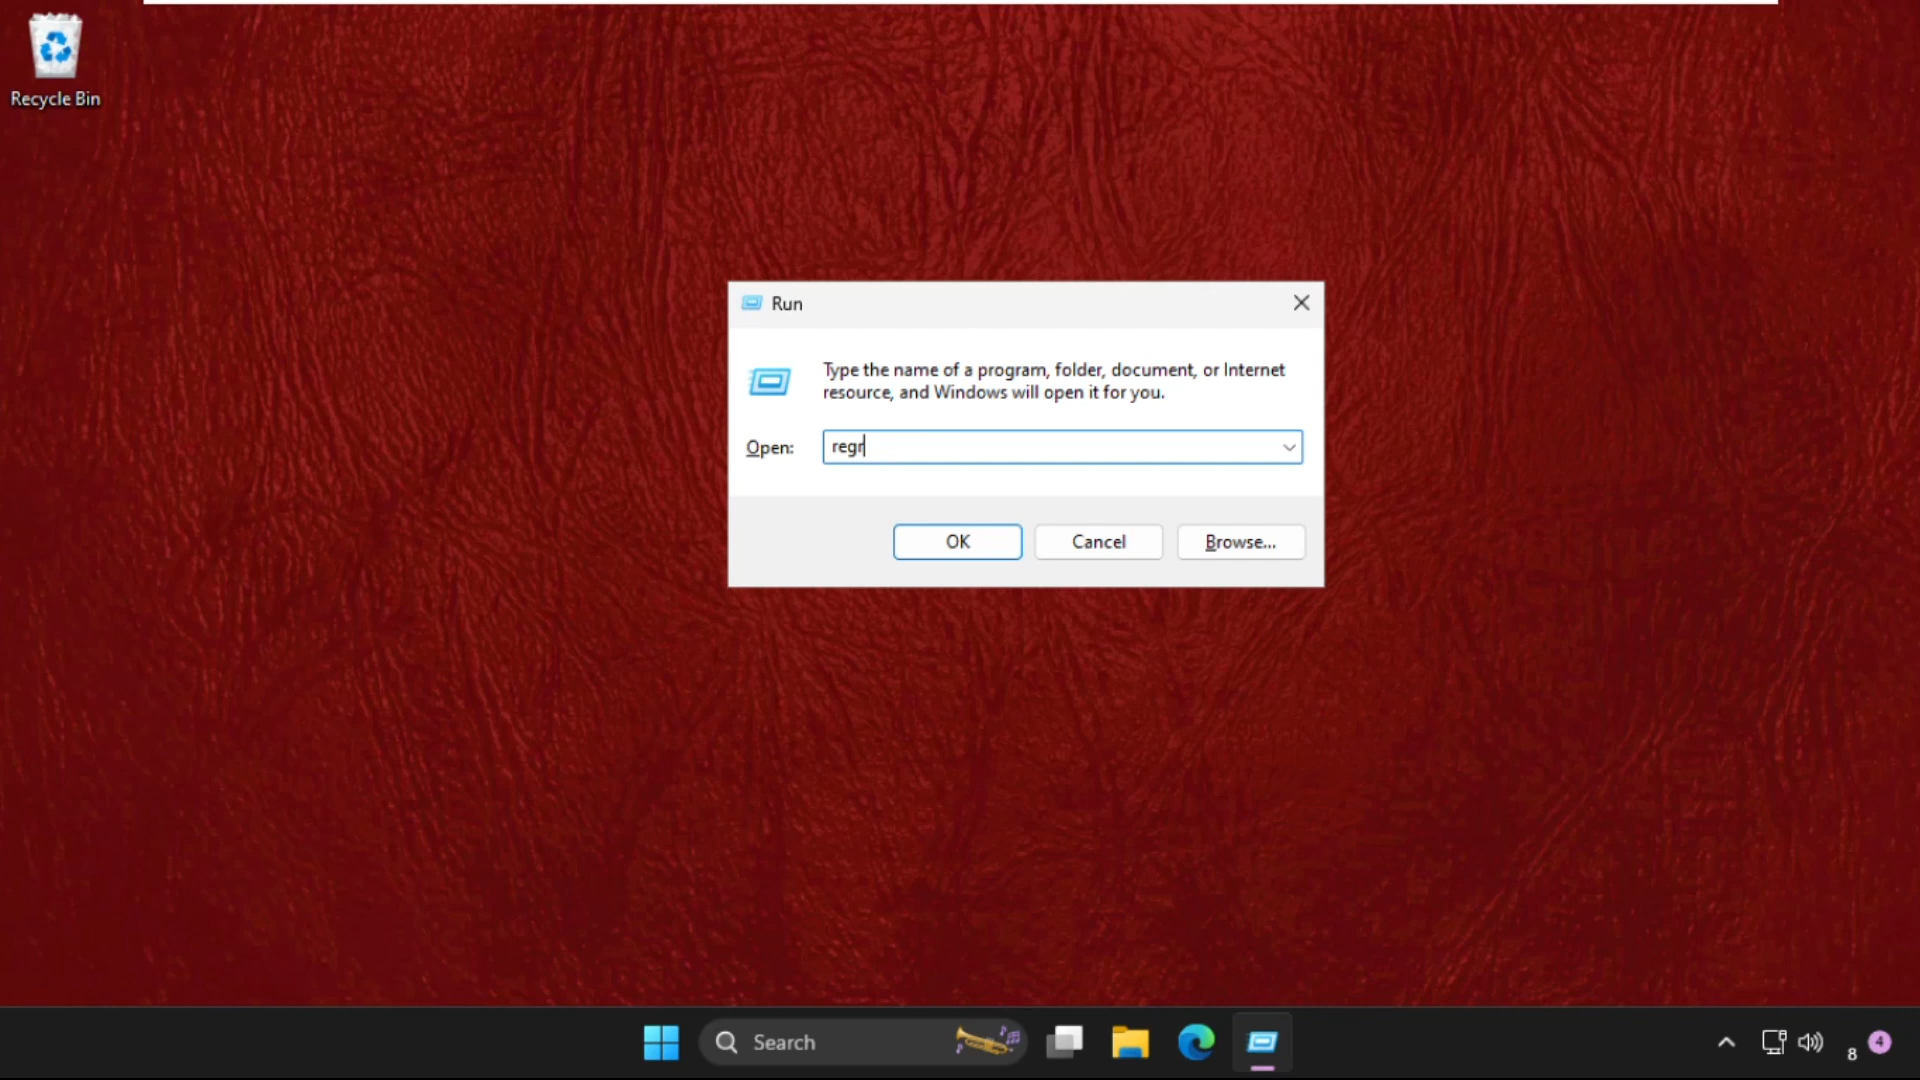 Recycle Bin
Run
Type the name of a program, folder, document, or Internet
resource, and Windows will open it for you.
Open:
regr
OK
Cancel
Browse...
Search
8
4